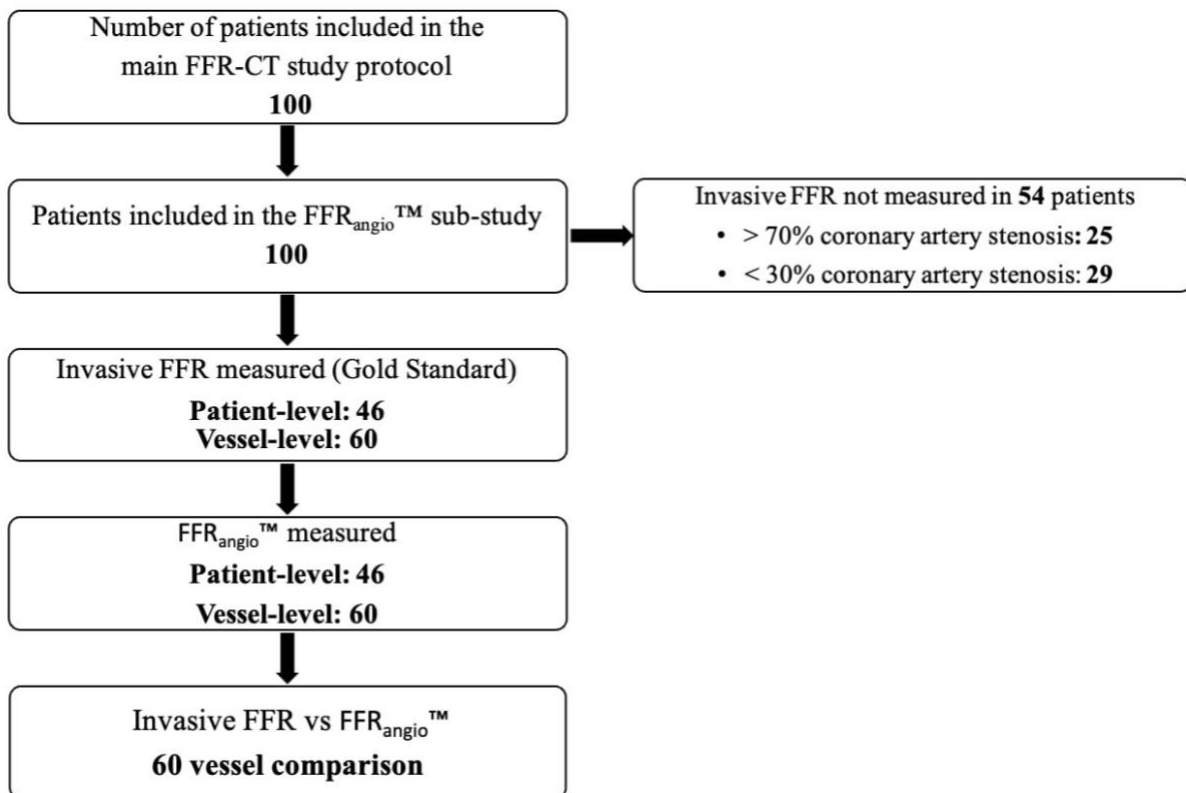 Number of patients included in the
main FFR-CT study protocol
100
Patients included in the FFRangio™ sub-study
100
Invasive FFR not measured in 54 patients
• > 70% coronary artery stenosis: 25
• < 30% coronary artery stenosis: 29
Invasive FFR measured (Gold Standard)
Patient-level: 46
Vessel-level: 60
FFRangio™ measured
Patient-level: 46
Vessel-level: 60
Invasive FFR vs FFRangio™
60 vessel comparison